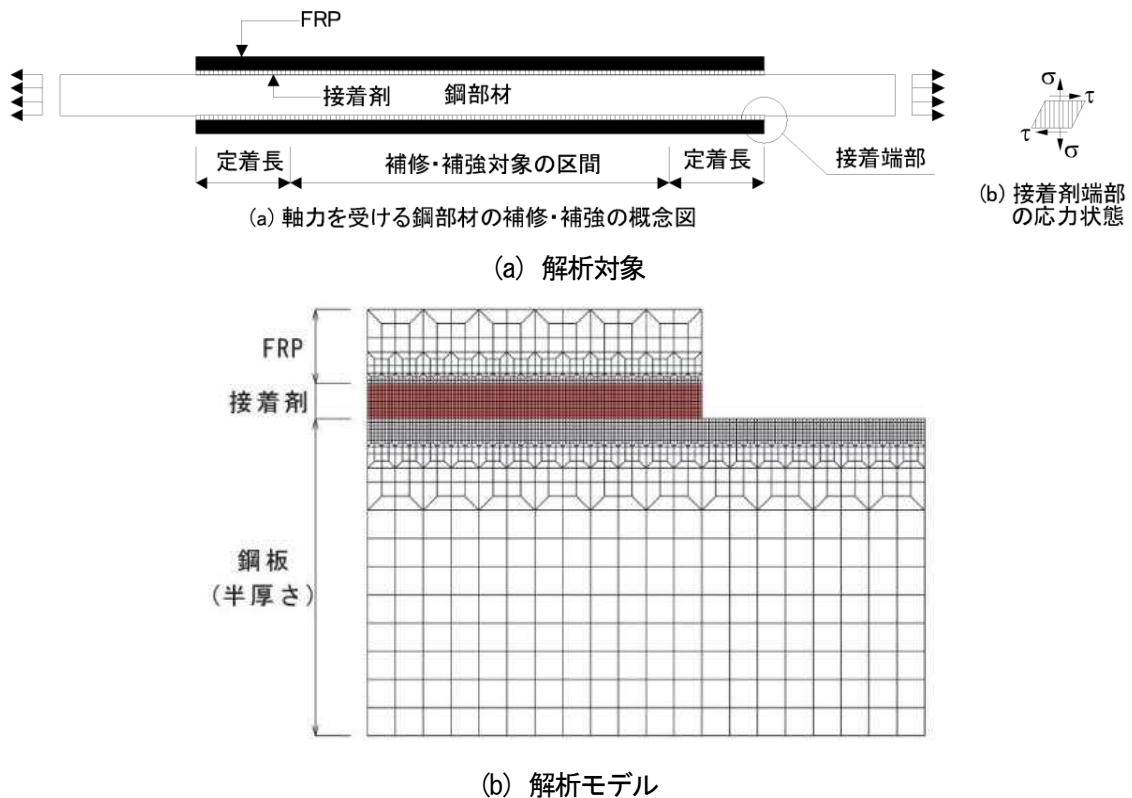 FRP
接着剤
鋼部材
σ
τ
τ
σ
定着長
補修・補強対象の区間
定着長
接着端部
(a) 軸力を受ける鋼部材の補修・補強の概念図
(b) 接着剤端部
の応力状態
(a) 解析対象
FRP
接着剤
鋼板
(半厚さ)
(b) 解析モデル